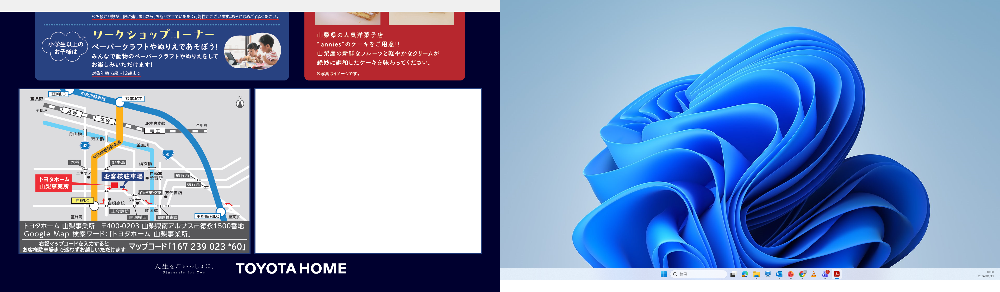 ※お預かり数が上限に達しましたら、お断りさせていただく可能性がございます。あらかじめご了承ください。
小学生以上の
お子様は
ワークショップコーナー
ペーパークラフトやぬりえであそぼう!
みんなで動物のペーパークラフトやぬりえをして
お楽しみいただけます!
対象年齢:6歳～12歳まで
山梨県の人気洋菓子店
“annies”のケーキをご用意!!
山梨産の新鮮なフルーツと軽やかなクリームが
絶妙に調和したケーキを味わってください。
※写真はイメージです。
韮崎I.C
中央自動車道
双葉JCT
N
至長野
至長坂
韮崎
塩崎
JR中央本線
竜王
至甲府
舟山橋
双田橋
釜無川
42
中部横断自動車道
20
六科
野牛島
信玄橋
エネオス
お客様駐車場
自動車
教習所
徳行西
徳行東
トヨタホーム
山梨事業所
白根高校東
万代書店
白根I.C
白根高校
ジョナサン
上今諏訪
開国橋
至静岡
開国橋西
開国橋東詰
甲府昭和I.C
至東京
トヨタホーム 山梨事業所　〒400-0203 山梨県南アルプス市徳永1500番地
Google Map 検索ワード:「トヨタホーム 山梨事業所」
右記マップコードを入力すると
お客様駐車場まで迷わずお越しいただけます
マップコード「167 239 023 *60」
人生をごいっしょに。
Sincerely for You
TOYOTA HOME
検索
1
10:00
2026/01/11